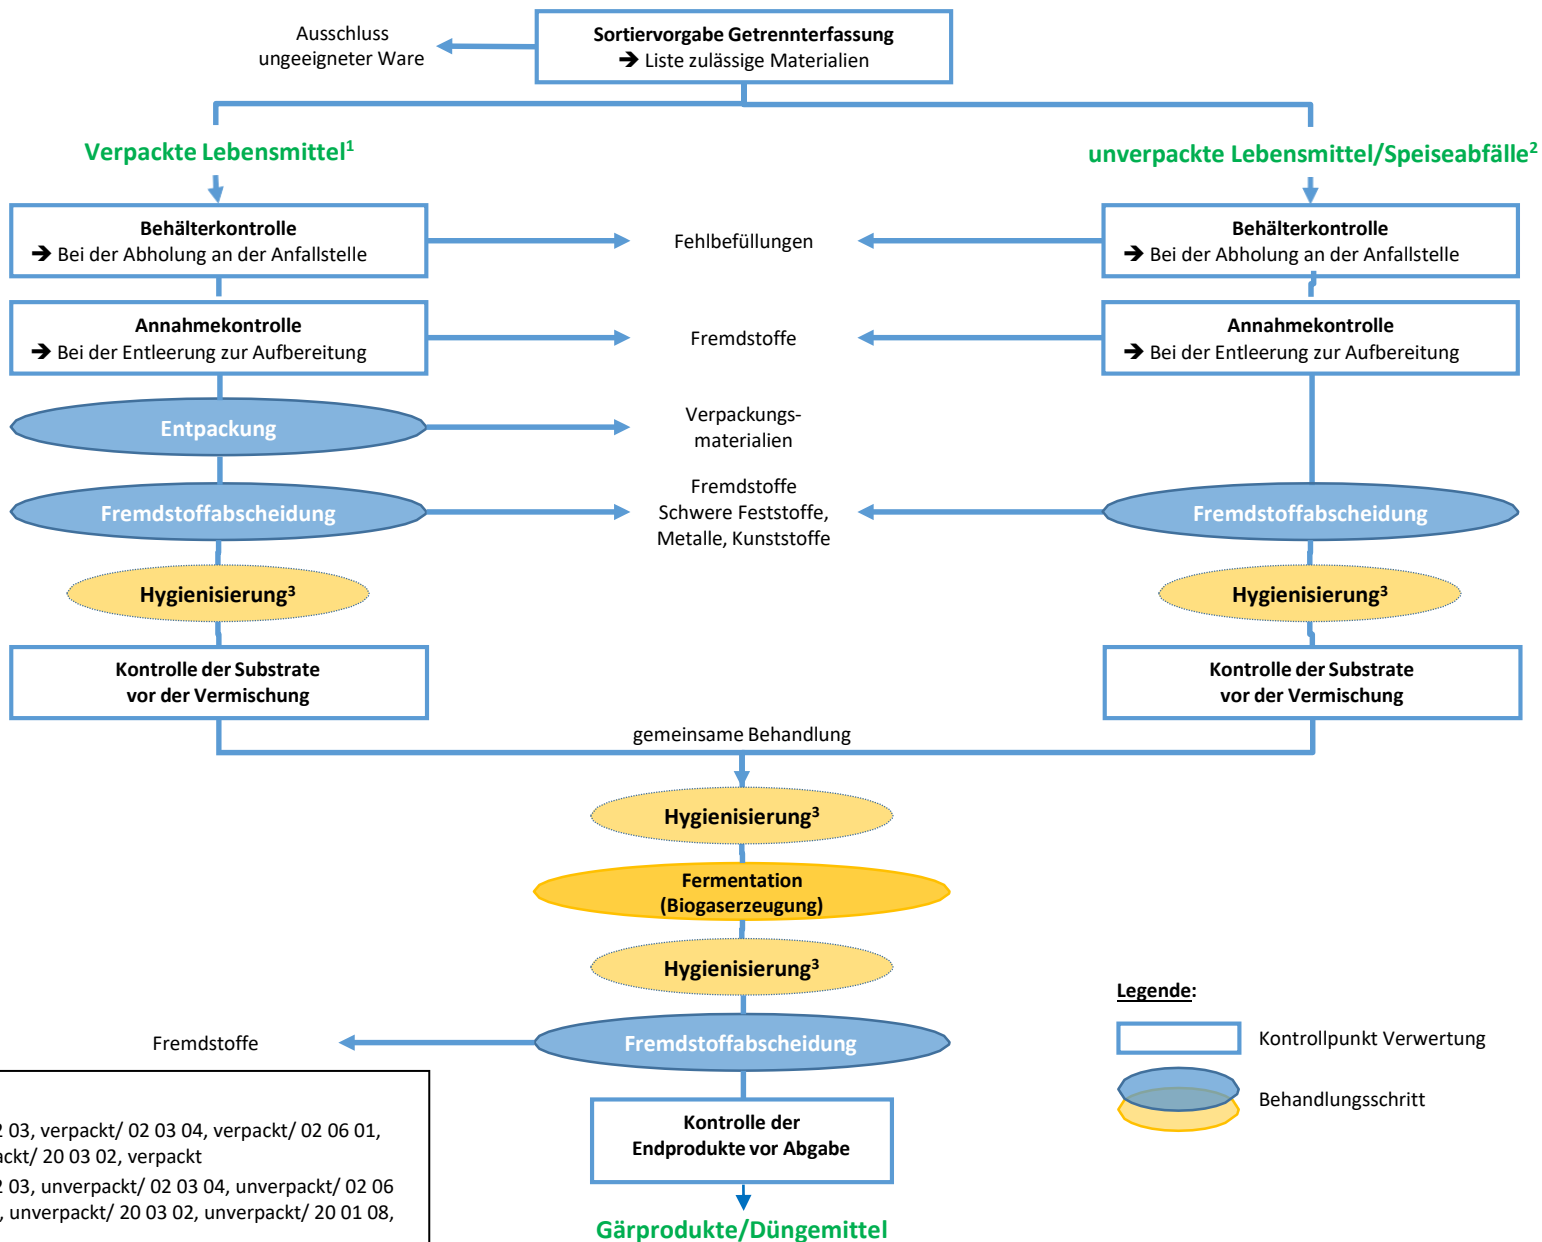 Ausschluss
ungeeigneter Ware
Sortiervorgabe Getrennterfassung
➔ Liste zulässige Materialien
Verpackte Lebensmittel¹
unverpackte Lebensmittel/Speiseabfälle²
Behälterkontrolle
➔ Bei der Abholung an der Anfallstelle
Fehlbefüllungen
Behälterkontrolle
➔ Bei der Abholung an der Anfallstelle
Annahmekontrolle
➔ Bei der Entleerung zur Aufbereitung
Fremdstoffe
Annahmekontrolle
➔ Bei der Entleerung zur Aufbereitung
Entpackung
Verpackungs-
materialien
Fremdstoffabscheidung
Fremdstoffe
Schwere Feststoffe,
Metalle, Kunststoffe
Fremdstoffabscheidung
Hygienisierung³
Hygienisierung³
Kontrolle der Substrate
vor der Vermischung
Kontrolle der Substrate
vor der Vermischung
gemeinsame Behandlung
Hygienisierung³
Fermentation
(Biogaserzeugung)
Hygienisierung³
Fremdstoffe
Fremdstoffabscheidung
Kontrolle der
Endprodukte vor Abgabe
Gärprodukte/Düngemittel
Legende:
Kontrollpunkt Verwertung
Behandlungsschritt
03, verpackt/ 02 03 04, verpackt/ 02 06 01,
20 03 02, verpackt
03, unverpackt/ 02 03 04, unverpackt/ 02 06
, unverpackt/ 20 03 02, unverpackt/ 20 01 08,